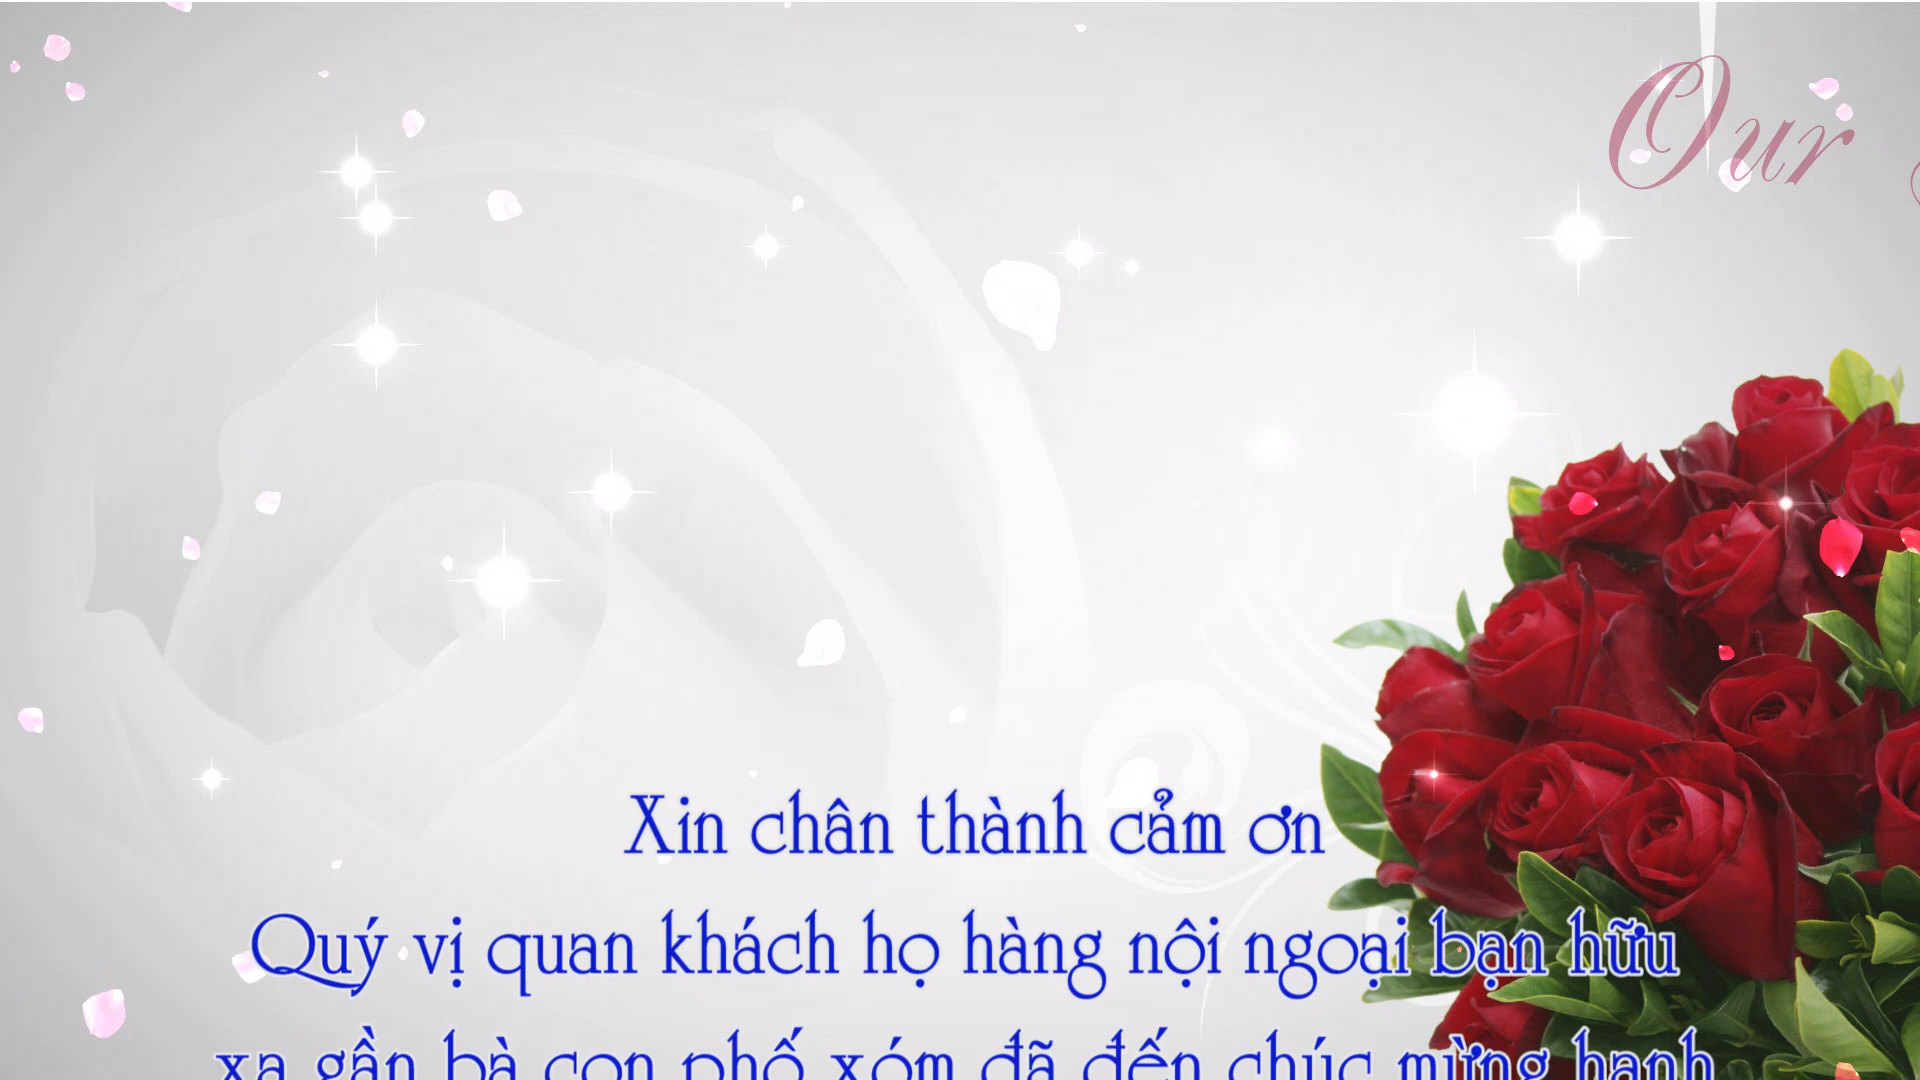 Our
Xin chân thành cảm ơn
Quý vị quan khách họ hàng nội ngoại bạn hữu
xa gần bà con phố xóm đã đến chúc mừng hạnh